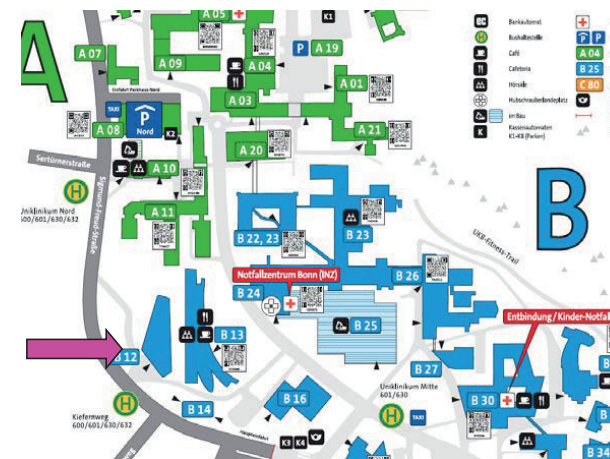 A
A 05
K1
P
A 19
A 07
A 09
A 04
A 01
Einfahrt Parkhaus Nord
A 03
TAXI
P
Nord
A 08
K2
A 20
A 21
Sertürnerstraße
A 10
H
Uniklinikum Nord
600/601/630/632
Sigmund-Freud-Straße
A 11
Bankautomat
H
Bushaltestelle
P
P
Café
A 04
Cafeteria
B 25
Hörsäle
C 80
Hubschrauberlandeplatz
im Bau
K
Kassenautomaten
K1-K8 (Parken)
B
UKB-Fitness-Trail
B 22, 23
B 23
Notfallzentrum Bonn (INZ)
B 24
B 26
B 25
Entbindung/Kinder-Notfall
B 12
B 13
B 27
H
Kiefernweg
600/601/630/632
B 14
B 16
Uniklinikum Mitte
601/630
H
TAXI
B 30
Haupteinfahrt
K3
K4
B 34